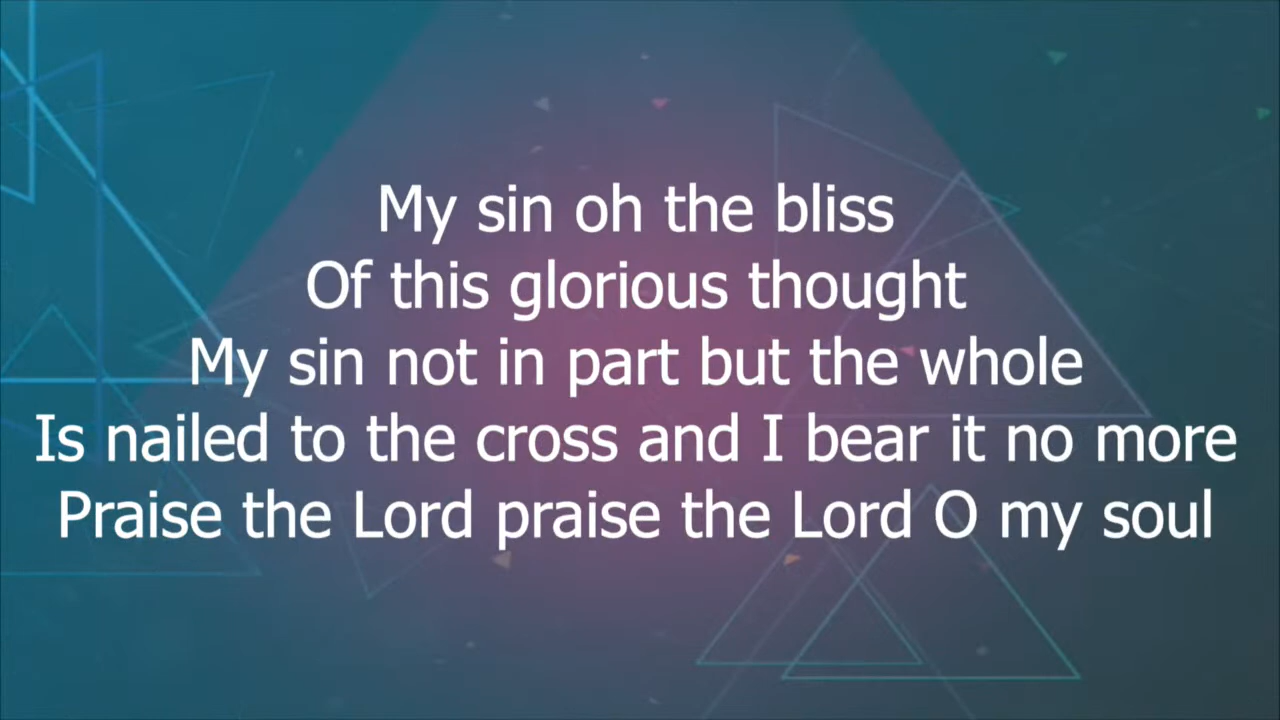 My sin oh the bliss
Of this glorious thought
My sin not in part but the whole
Is nailed to the cross and I bear it no more
Praise the Lord praise the Lord O my soul